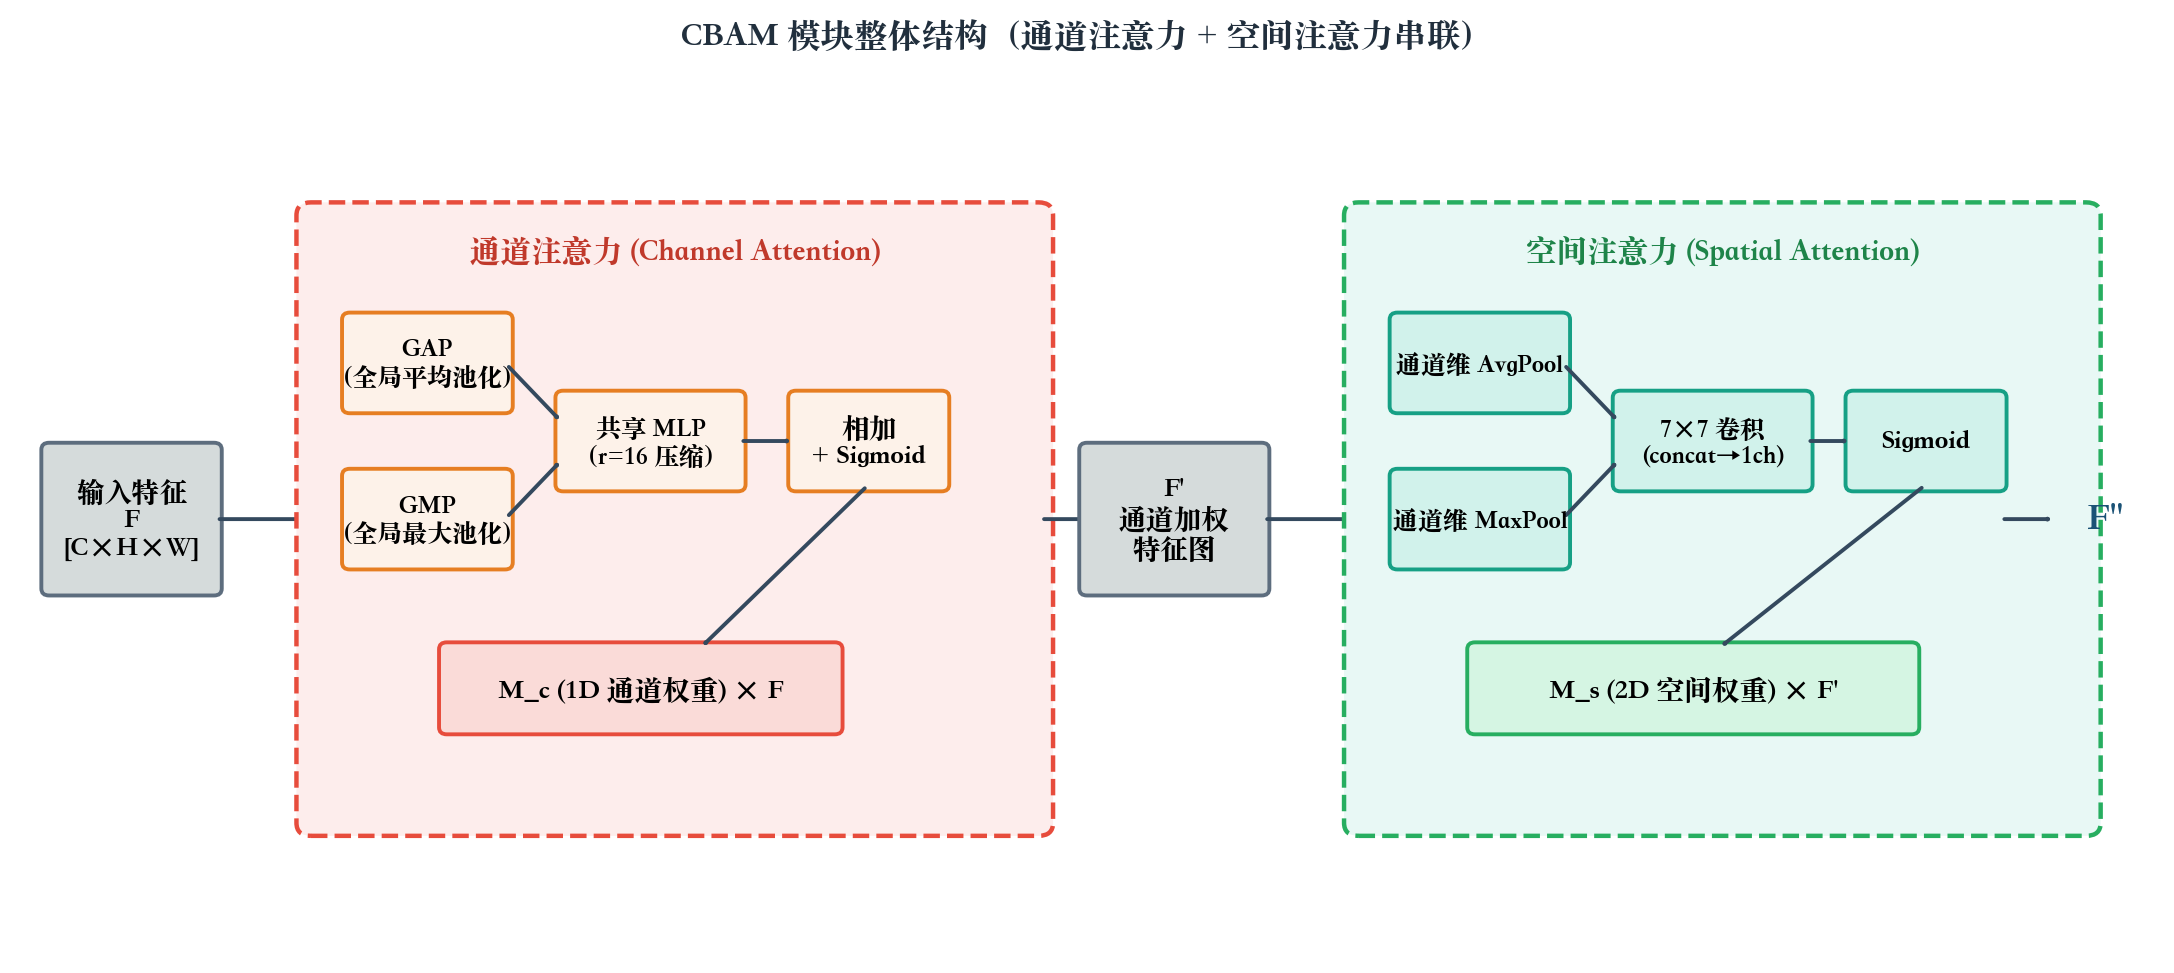 CBAM 模块整体结构（通道注意力 + 空间注意力串联）
输入特征
F
[C×H×W]
通道注意力 (Channel Attention)
GAP
(全局平均池化)
GMP
(全局最大池化)
共享 MLP
(r=16 压缩)
相加
+ Sigmoid
M_c (1D 通道权重) × F
F'
通道加权
特征图
空间注意力 (Spatial Attention)
通道维 AvgPool
通道维 MaxPool
7×7 卷积
(concat→1ch)
Sigmoid
M_s (2D 空间权重) × F'
F''